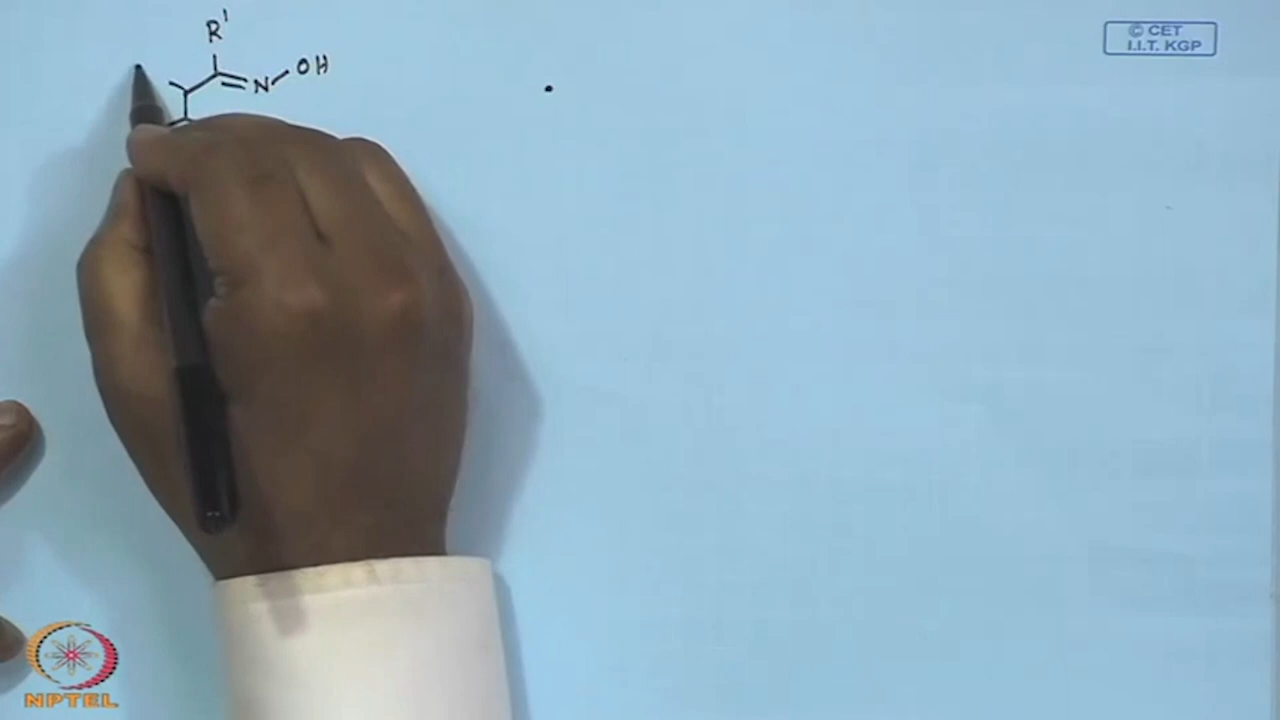 R'
N OH
© CET
I.I.T. KGP
NPTEL